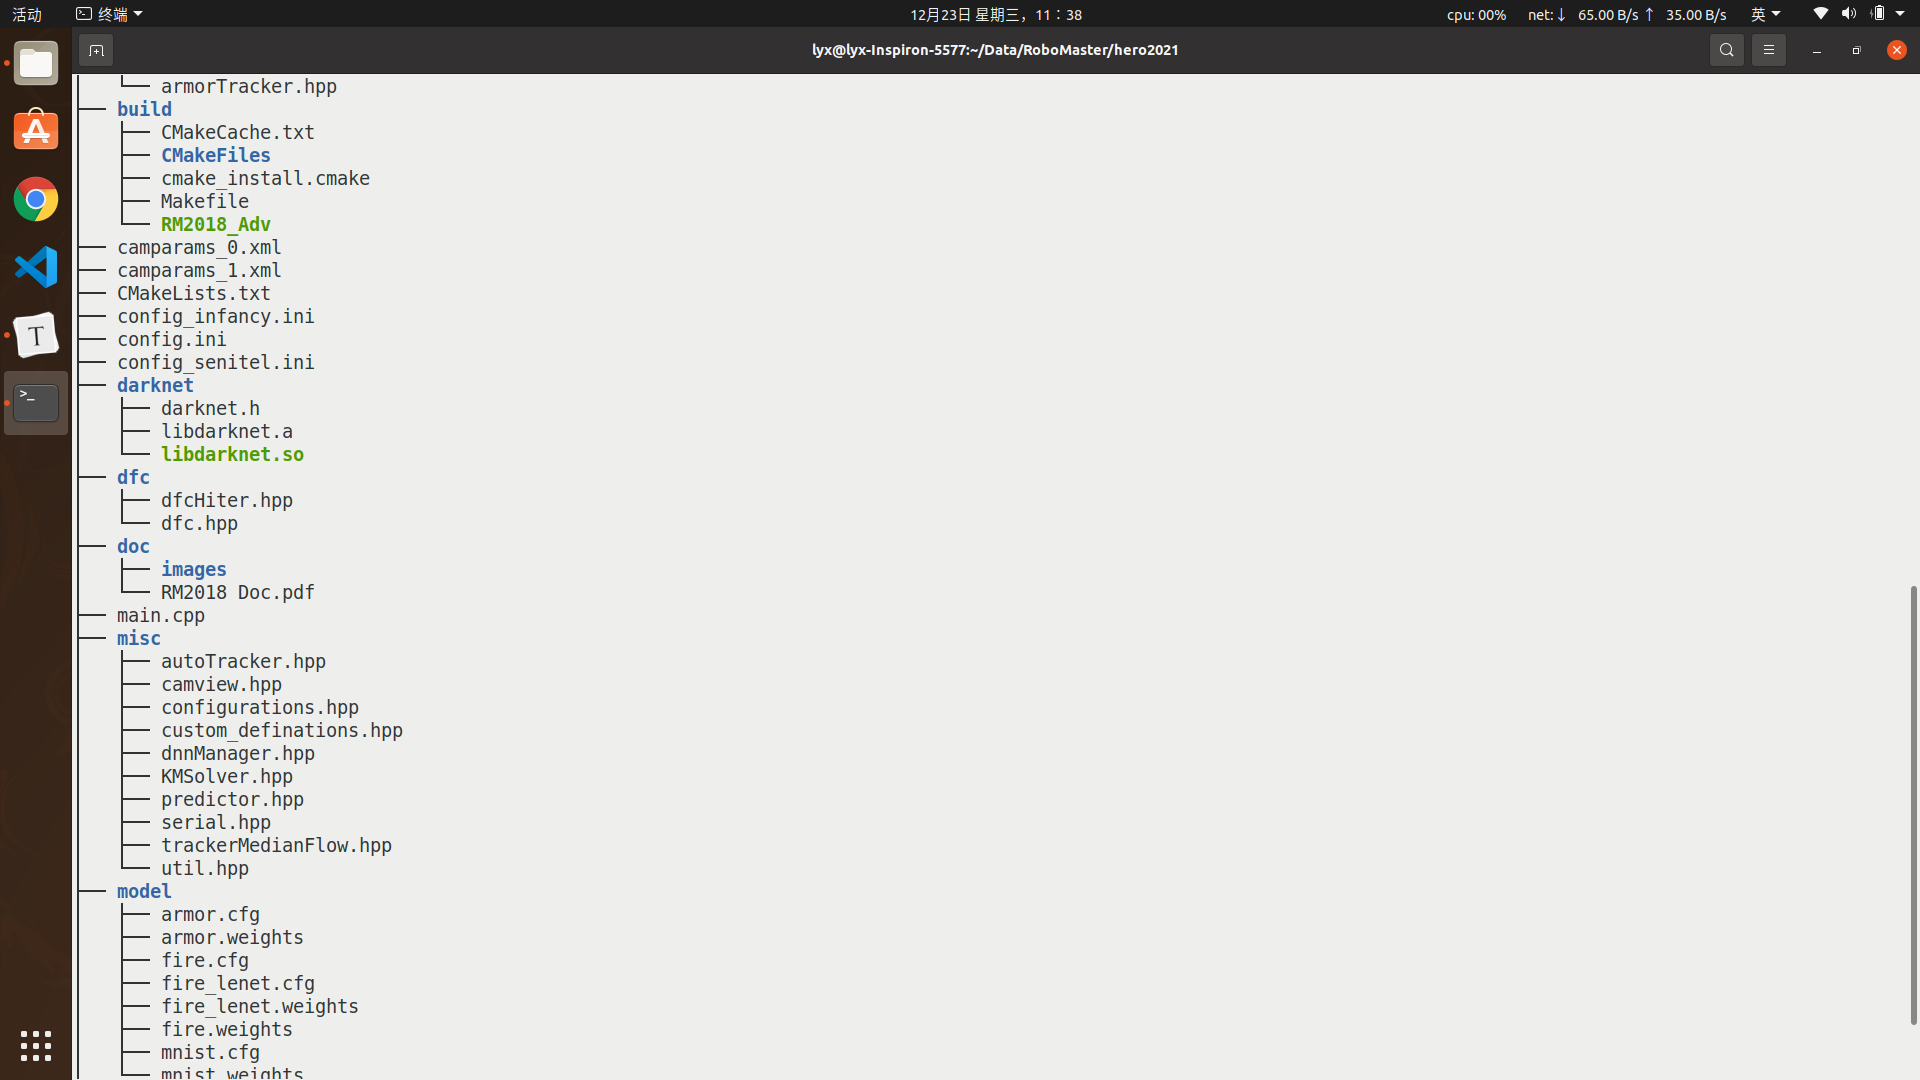 活动 终端 12月23日 星期三，11：38 cpu: 00% net:↓ 65.00 B/s ↑ 35.00 B/s 英
lyx@lyx-Inspiron-5577:~/Data/RoboMaster/hero2021
└── armorTracker.hpp
├── build
├── CMakeCache.txt
├── CMakeFiles
├── cmake_install.cmake
├── Makefile
└── RM2018_Adv
├── camparams_0.xml
├── camparams_1.xml
├── CMakeLists.txt
├── config_infancy.ini
├── config.ini
├── config_senitel.ini
├── darknet
├── darknet.h
├── libdarknet.a
└── libdarknet.so
├── dfc
├── dfcHiter.hpp
└── dfc.hpp
├── doc
├── images
└── RM2018 Doc.pdf
├── main.cpp
├── misc
├── autoTracker.hpp
├── camview.hpp
├── configurations.hpp
├── custom_definations.hpp
├── dnnManager.hpp
├── KMSolver.hpp
├── predictor.hpp
├── serial.hpp
├── trackerMedianFlow.hpp
└── util.hpp
├── model
├── armor.cfg
├── armor.weights
├── fire.cfg
├── fire_lenet.cfg
├── fire_lenet.weights
├── fire.weights
├── mnist.cfg
└── mnist.weights